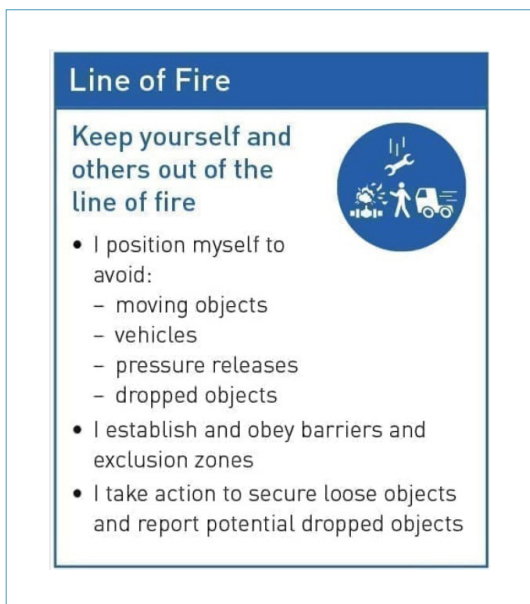 Line of Fire
Keep yourself and
others out of the
line of fire
• I position myself to
avoid:
– moving objects
– vehicles
– pressure releases
– dropped objects
• I establish and obey barriers and
exclusion zones
• I take action to secure loose objects
and report potential dropped objects